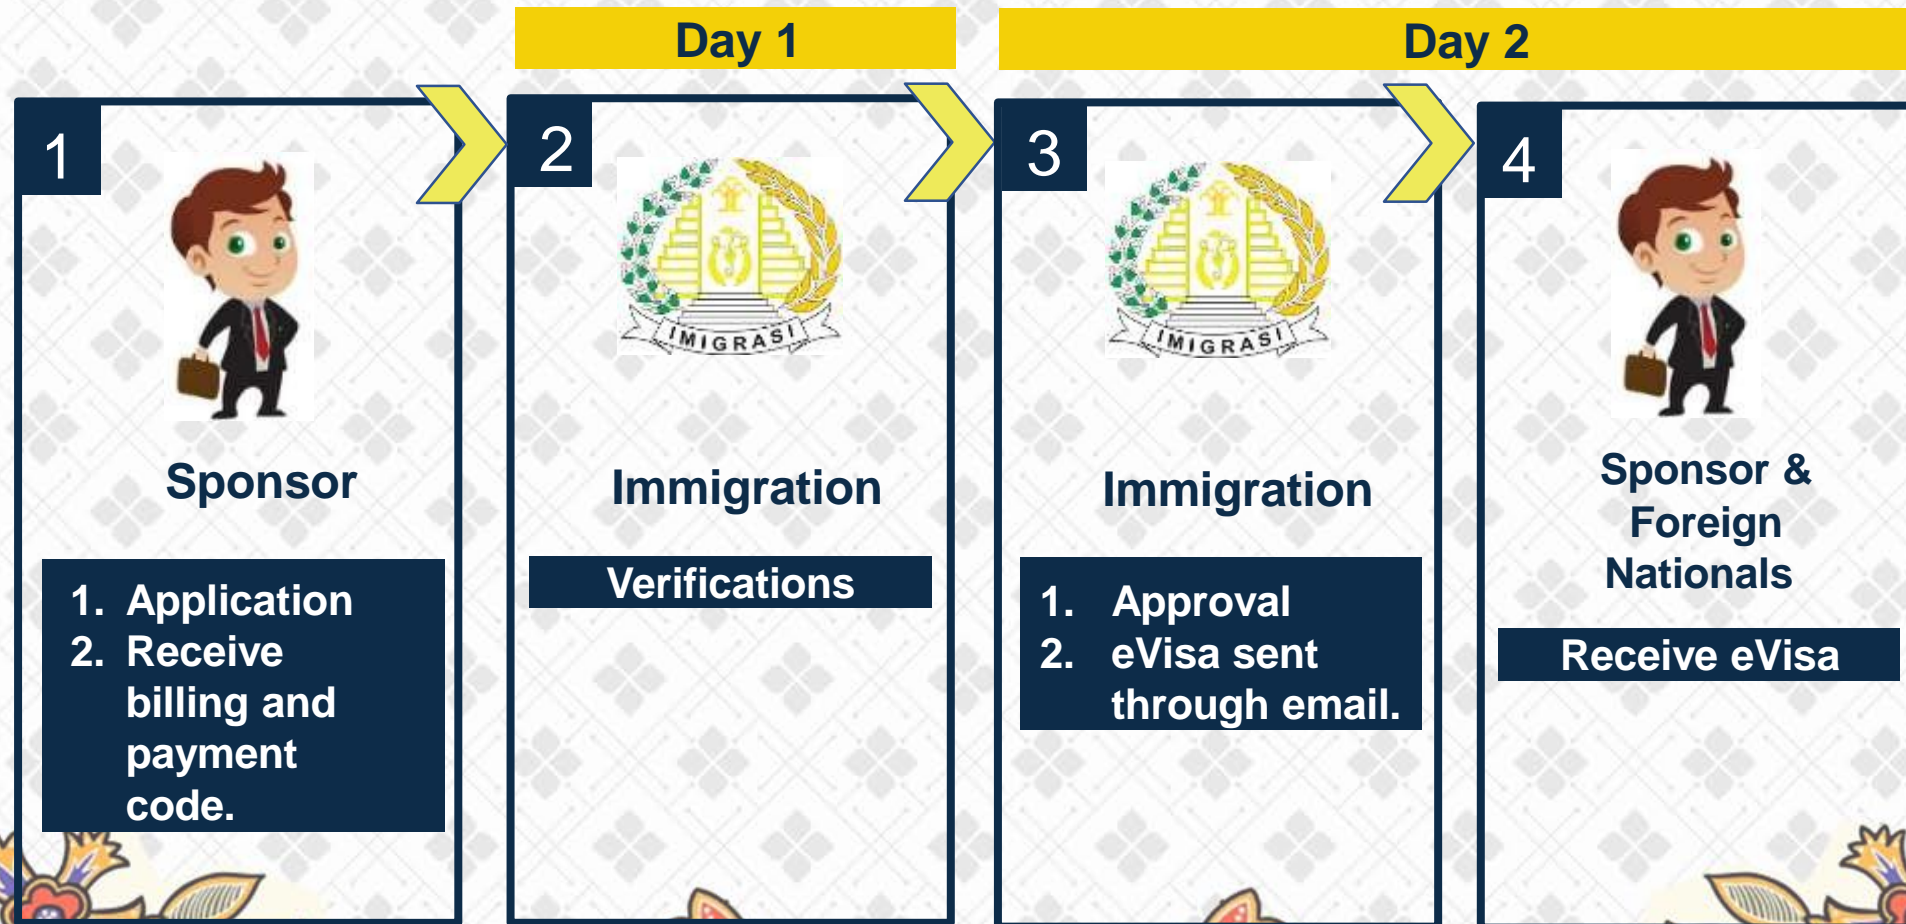 Day 1
Day 2
1
Sponsor
1. Application
2. Receive
billing and
payment
code.
2
IMIGRASI
Immigration
Verifications
3
IMIGRASI
Immigration
1. Approval
2. eVisa sent
through email.
4
Sponsor &
Foreign
Nationals
Receive eVisa